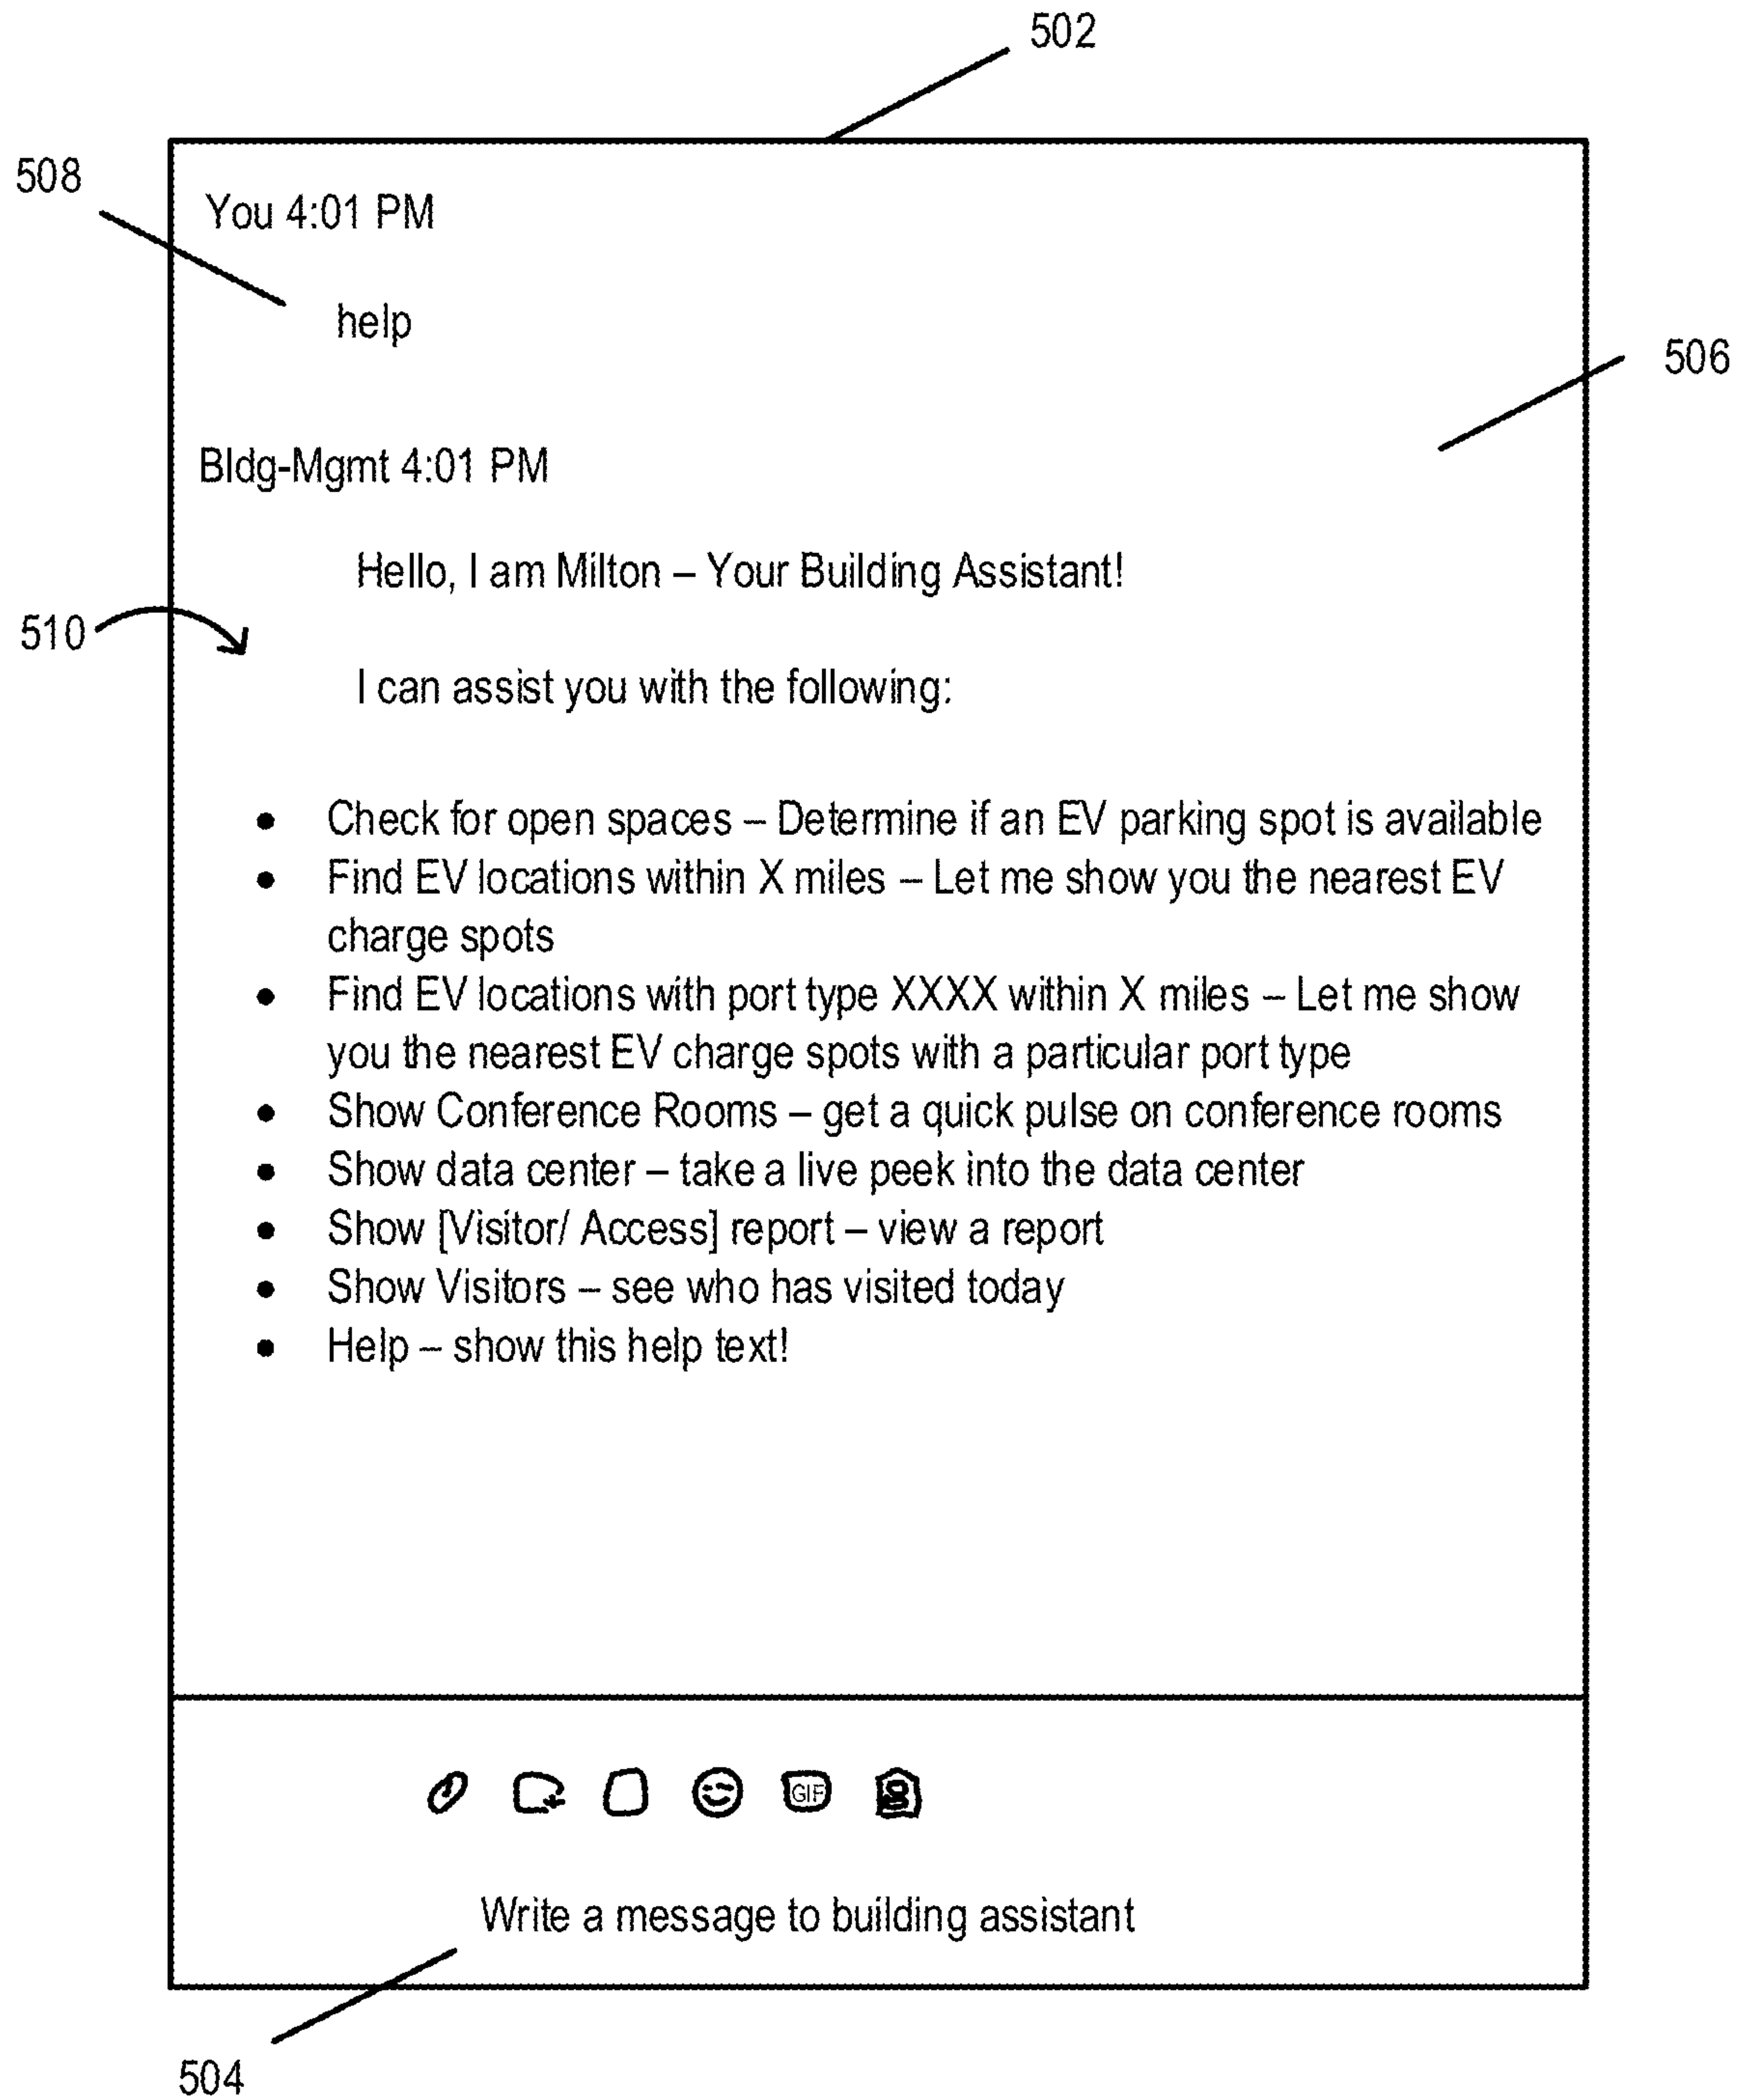 502
508
You 4:01 PM
help
506
Bldg-Mgmt 4:01 PM
Hello, I am Milton – Your Building Assistant!
510
I can assist you with the following:
• Check for open spaces – Determine if an EV parking spot is available
• Find EV locations within X miles – Let me show you the nearest EV
charge spots
• Find EV locations with port type XXXX within X miles – Let me show
you the nearest EV charge spots with a particular port type
• Show Conference Rooms – get a quick pulse on conference rooms
• Show data center – take a live peek into the data center
• Show [Visitor/ Access] report – view a report
• Show Visitors – see who has visited today
• Help – show this help text!
GIF
Write a message to building assistant
504